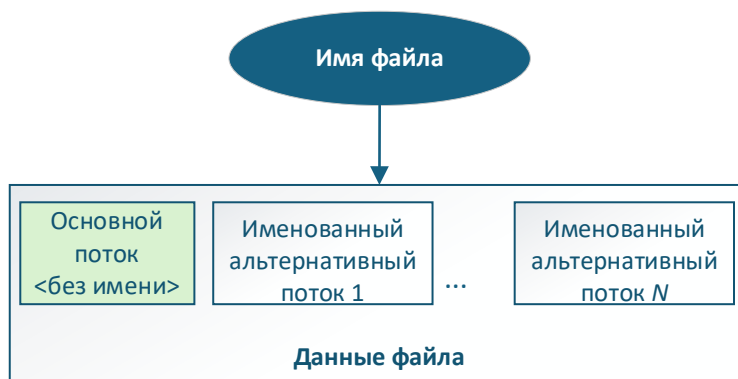 Имя файла
Основной
поток
<без имени>
Именованный
альтернативный
поток 1
...
Именованный
альтернативный
поток N
Данные файла